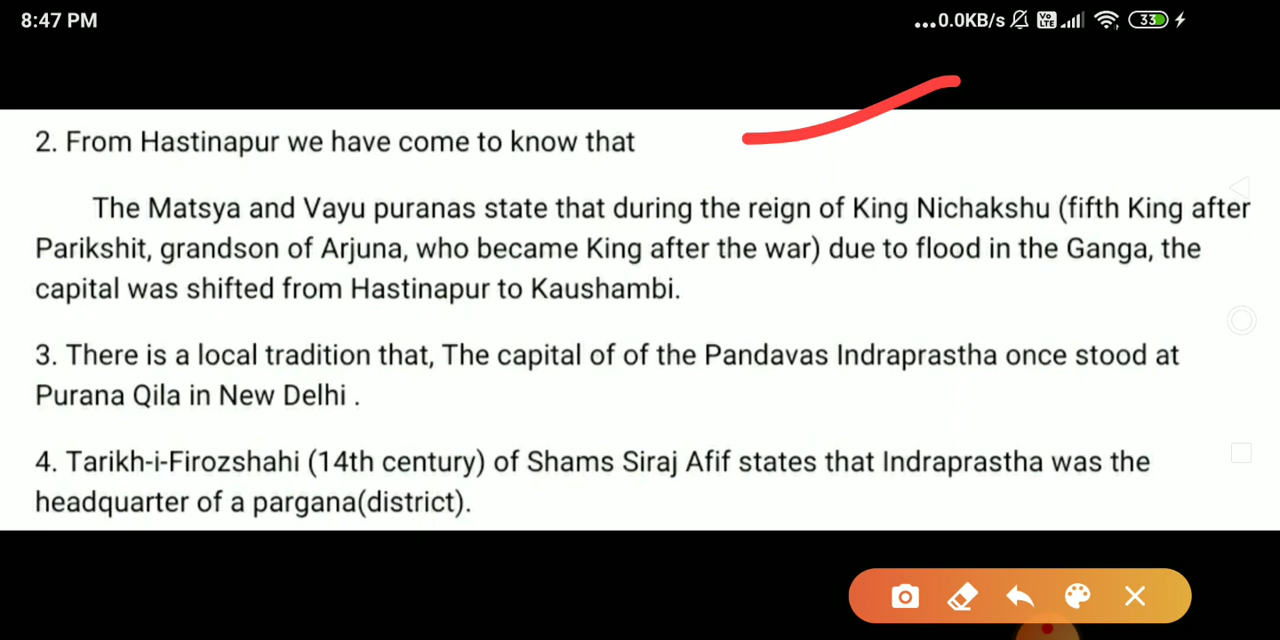 8:47 PM ...0.0KB/s Vo LTE 33
2. From Hastinapur we have come to know that
The Matsya and Vayu puranas state that during the reign of King Nichakshu (fifth King after
Parikshit, grandson of Arjuna, who became King after the war) due to flood in the Ganga, the
capital was shifted from Hastinapur to Kaushambi.
3. There is a local tradition that, The capital of of the Pandavas Indraprastha once stood at
Purana Qila in New Delhi .
4. Tarikh-i-Firozshahi (14th century) of Shams Siraj Afif states that Indraprastha was the
headquarter of a pargana(district).